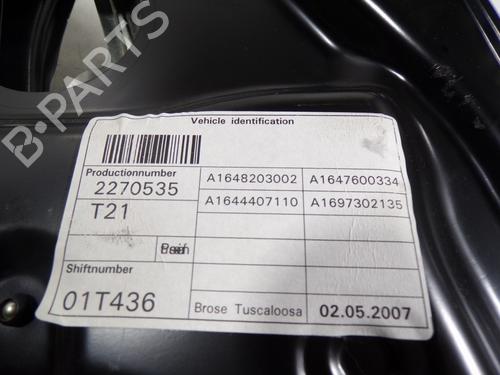 B-PARTS
Vehicle identification
Productionnumber
2270535
A1648203002 A1647600334
T21
A1644407110 A1697302135
Shiftnumber
01T436
Brose Tuscaloosa 02.05.2007